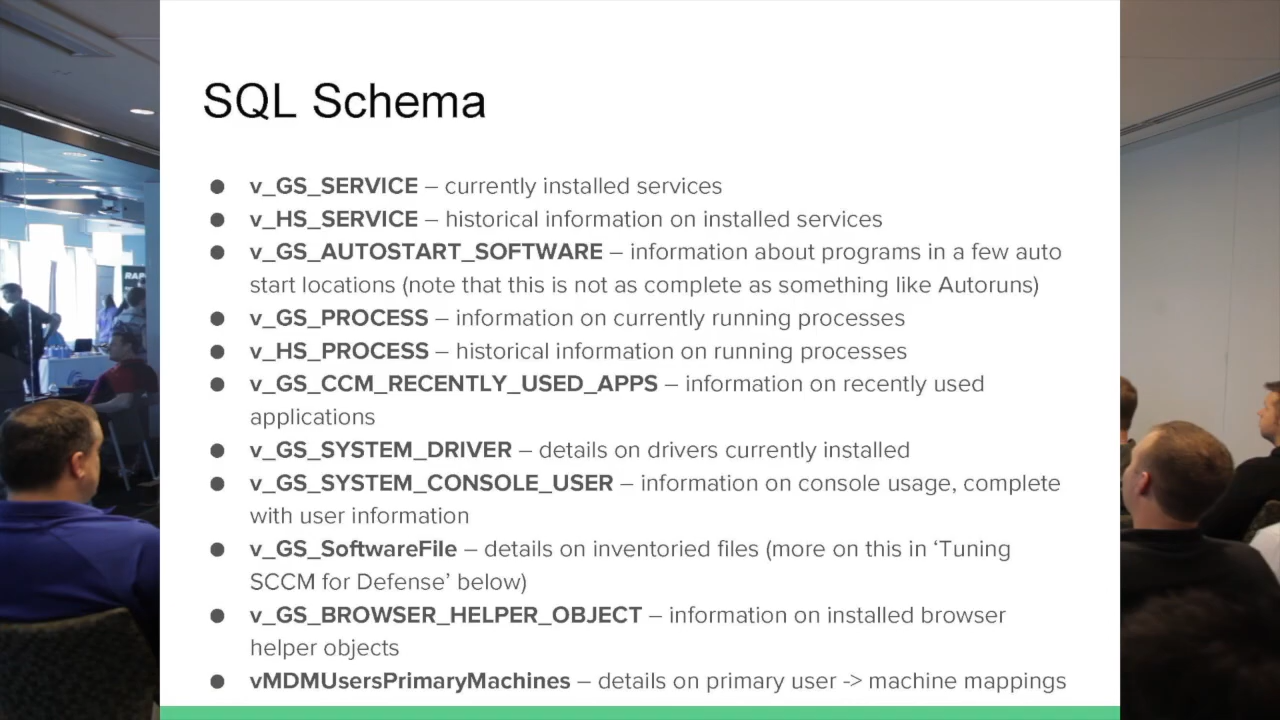 SQL Schema
● v_GS_SERVICE – currently installed services
● v_HS_SERVICE – historical information on installed services
● v_GS_AUTOSTART_SOFTWARE – information about programs in a few auto
start locations (note that this is not as complete as something like Autoruns)
● v_GS_PROCESS – information on currently running processes
● v_HS_PROCESS – historical information on running processes
● v_GS_CCM_RECENTLY_USED_APPS – information on recently used
applications
● v_GS_SYSTEM_DRIVER – details on drivers currently installed
● v_GS_SYSTEM_CONSOLE_USER – information on console usage, complete
with user information
● v_GS_SoftwareFile – details on inventoried files (more on this in ‘Tuning
SCCM for Defense’ below)
● v_GS_BROWSER_HELPER_OBJECT – information on installed browser
helper objects
● vMDMUsersPrimaryMachines – details on primary user -> machine mappings